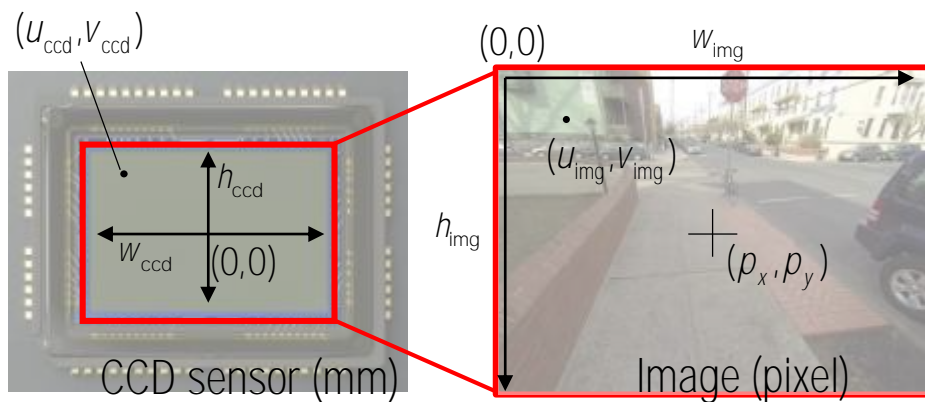 (u_ccd, v_ccd)
h_ccd
w_ccd
(0,0)
CCD sensor (mm)
(0,0)
w_img
(u_img, v_img)
h_img
(p_x, p_y)
Image (pixel)